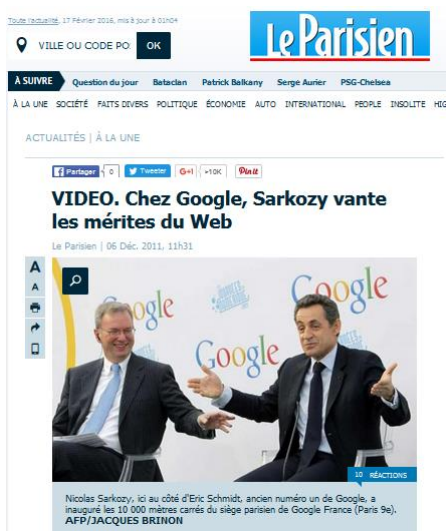 Toute l'actualité, 17 Février 2016, mis à jour à 01h04
Le Parisien
VILLE OU CODE PO: OK
À SUIVRE Question du jour Bataclan Patrick Balkany Serge Aurier PSG-Chelsea
À LA UNE SOCIÉTÉ FAITS DIVERS POLITIQUE ÉCONOMIE AUTO INTERNATIONAL PEOPLE INSOLITE HIG
ACTUALITÉS | À LA UNE
Partager 0 Tweeter G+1 +10K Pin it
VIDEO. Chez Google, Sarkozy vante
les mérites du Web
Le Parisien | 06 Déc. 2011, 11h31
A
A
Google
Google
Google
10 RÉACTIONS
Nicolas Sarkozy, ici au côté d'Eric Schmidt, ancien numéro un de Google, a
inauguré les 10 000 mètres carrés du siège parisien de Google France (Paris 9e).
AFP/JACQUES BRINON